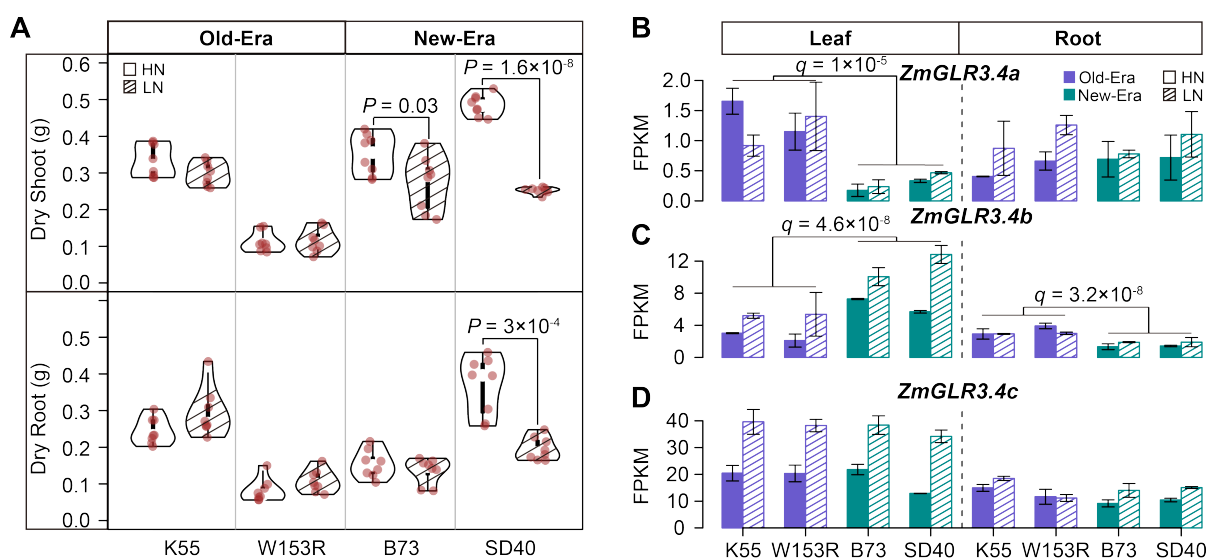 A
Old-Era New-Era
HN
LN
P = 1.6×10⁻⁸
P = 0.03
0.6
0.5
0.4
0.3
0.2
0.1
0.0
Dry Shoot (g)
P = 3×10⁻⁴
0.5
0.4
0.3
0.2
0.1
0.0
Dry Root (g)
K55 W153R B73 SD40
B
Leaf Root
q = 1×10⁻⁵ ZmGLR3.4a
Old-Era HN
New-Era LN
2.0
1.5
1.0
0.5
0.0
FPKM
C
ZmGLR3.4b
q = 4.6×10⁻⁸
q = 3.2×10⁻⁸
12
8
4
0
FPKM
D
ZmGLR3.4c
40
30
20
10
0
FPKM
K55 W153R B73 SD40 K55 W153R B73 SD40